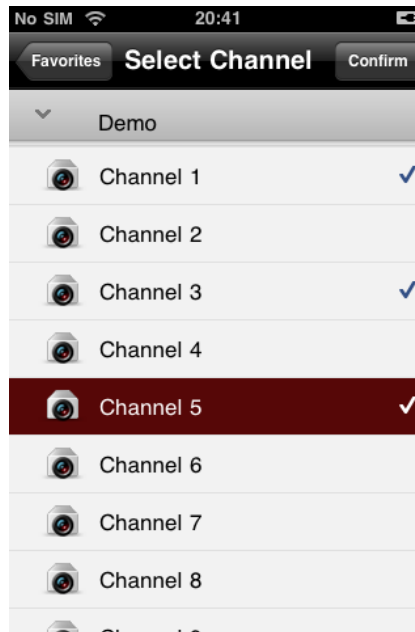 No SIM 20:41
Favorites Select Channel Confirm
Demo
Channel 1
Channel 2
Channel 3
Channel 4
Channel 5
Channel 6
Channel 7
Channel 8